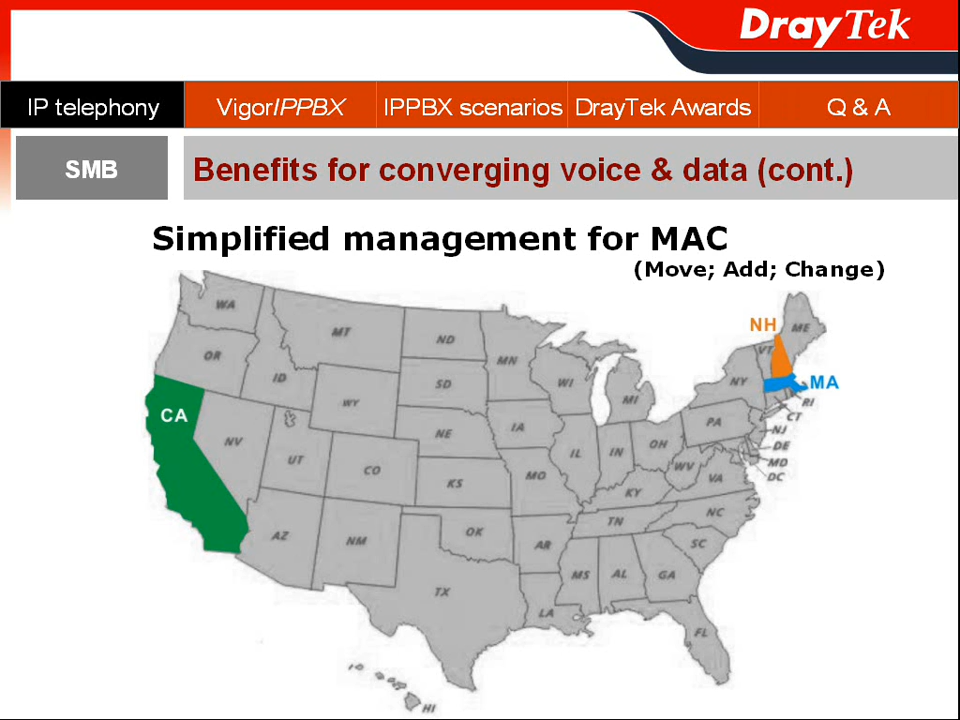 DrayTek
IP telephony VigorIPPBX IPPBX scenarios DrayTek Awards Q & A
SMB Benefits for converging voice & data (cont.)
Simplified management for MAC
(Move; Add; Change)
WA
MT
ND
MN
NH
ME
VT
OR
ID
SD
WI
MI
NY
MA
WY
RI
CA
NV
NE
IA
PA
CT
NJ
UT
CO
IL
IN
OH
DE
MD
DC
KS
MO
WV
VA
KY
AZ
NM
OK
AR
TN
NC
SC
TX
MS
AL
GA
LA
FL
HI